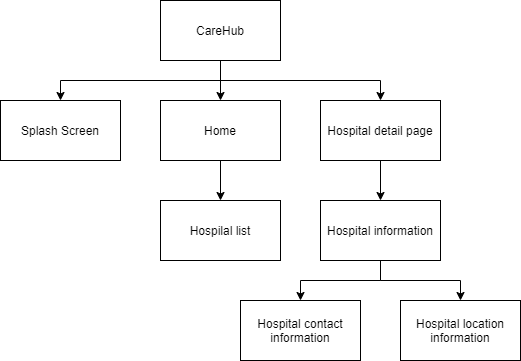 CareHub
Splash Screen
Home
Hospital detail page
Hospilal list
Hospital information
Hospital contact
information
Hospital location
information